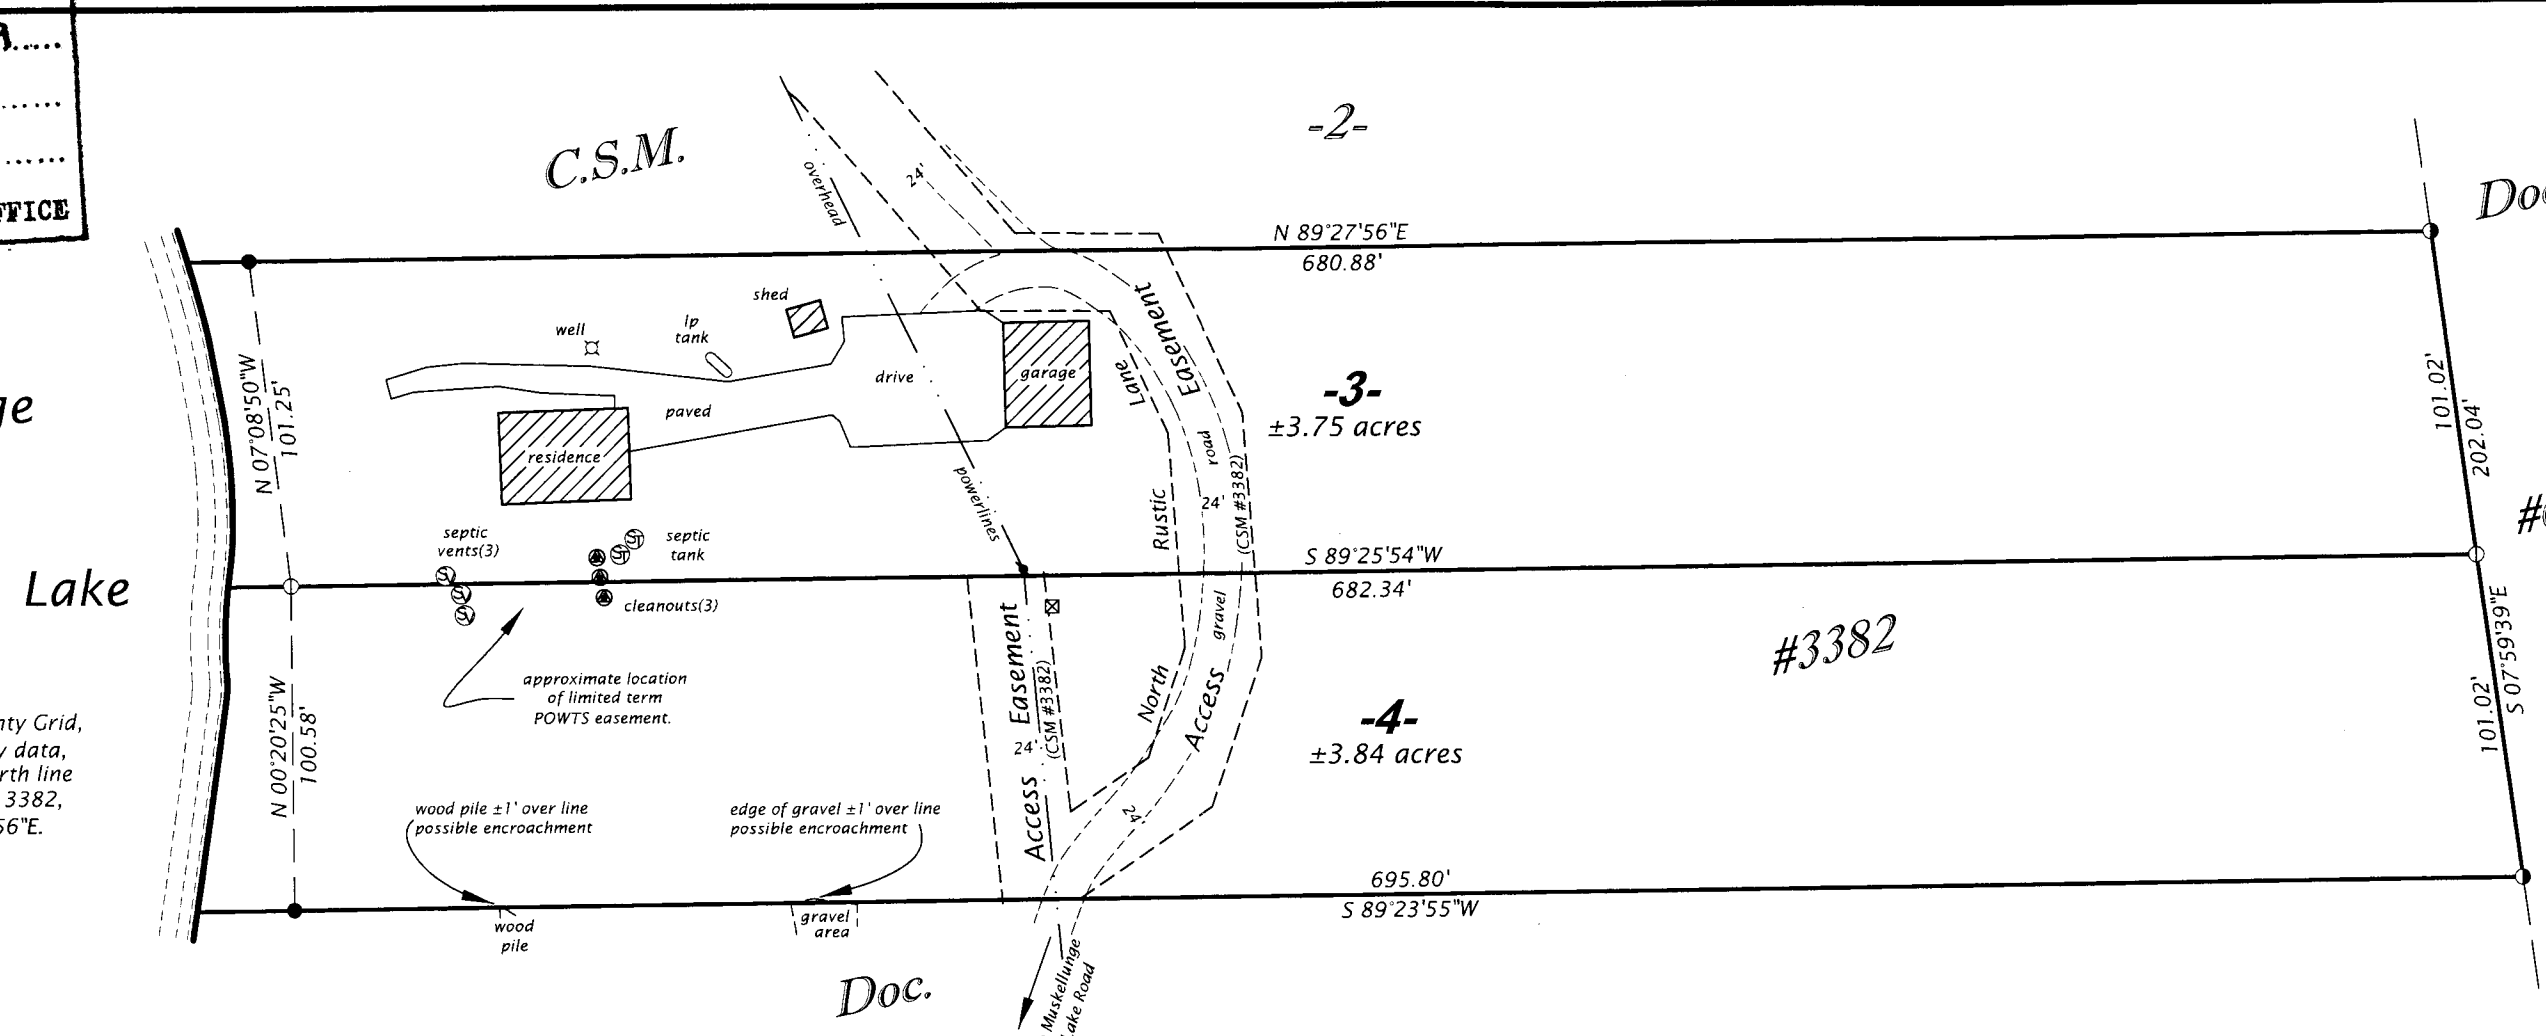 FFICE
C.S.M.
-2-
24'
overhead
N 89°27'56"E
680.88'
shed
well
lp
tank
drive
garage
paved
residence
Lane
Easement
-3-
±3.75 acres
N 07°08'50"W
101.25'
101.02'
202.04'
road
24'
(CSM #3382)
Rustic
powerlines
septic
vents(3)
septic
tank
cleanouts(3)
S 89°25'54"W
682.34'
Lake
Access Easement
24'
(CSM #3382)
gravel
#3382
approximate location
of limited term
POWTS easement.
North
Access
-4-
±3.84 acres
N 00°20'25"W
100.58'
101.02'
S 07°59'39"E
nty Grid,
y data,
rth line
3382,
56"E.
wood pile ±1' over line
possible encroachment
edge of gravel ±1' over line
possible encroachment
24'
695.80'
S 89°23'55"W
wood
pile
gravel
area
Doc.
Muskellunge
Lake Road